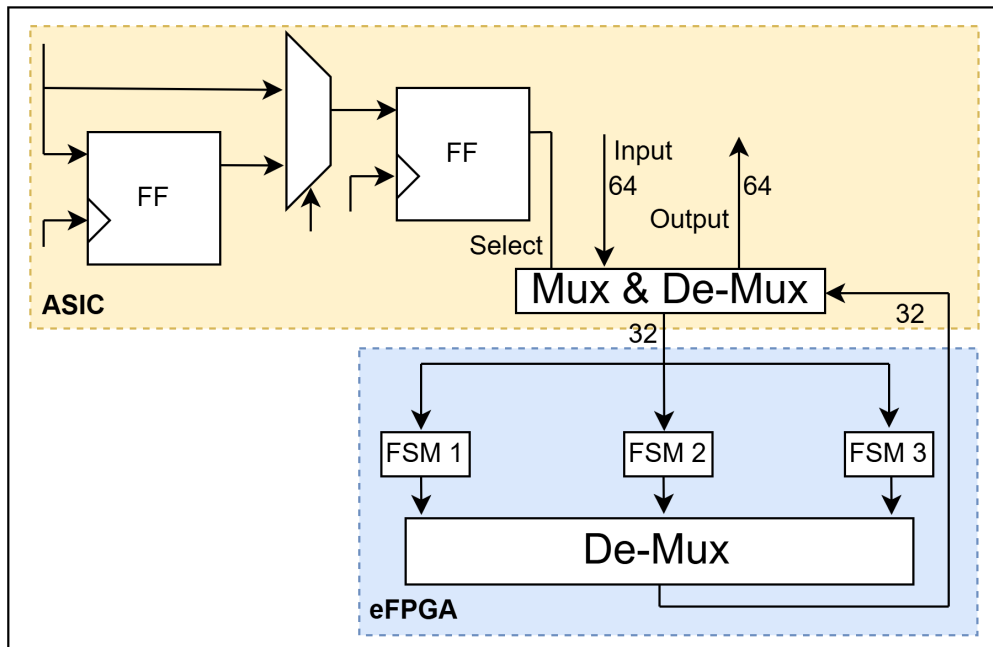 FF
FF
Input
64
64
Output
Select
Mux & De-Mux
ASIC
32
32
FSM 1
FSM 2
FSM 3
De-Mux
eFPGA